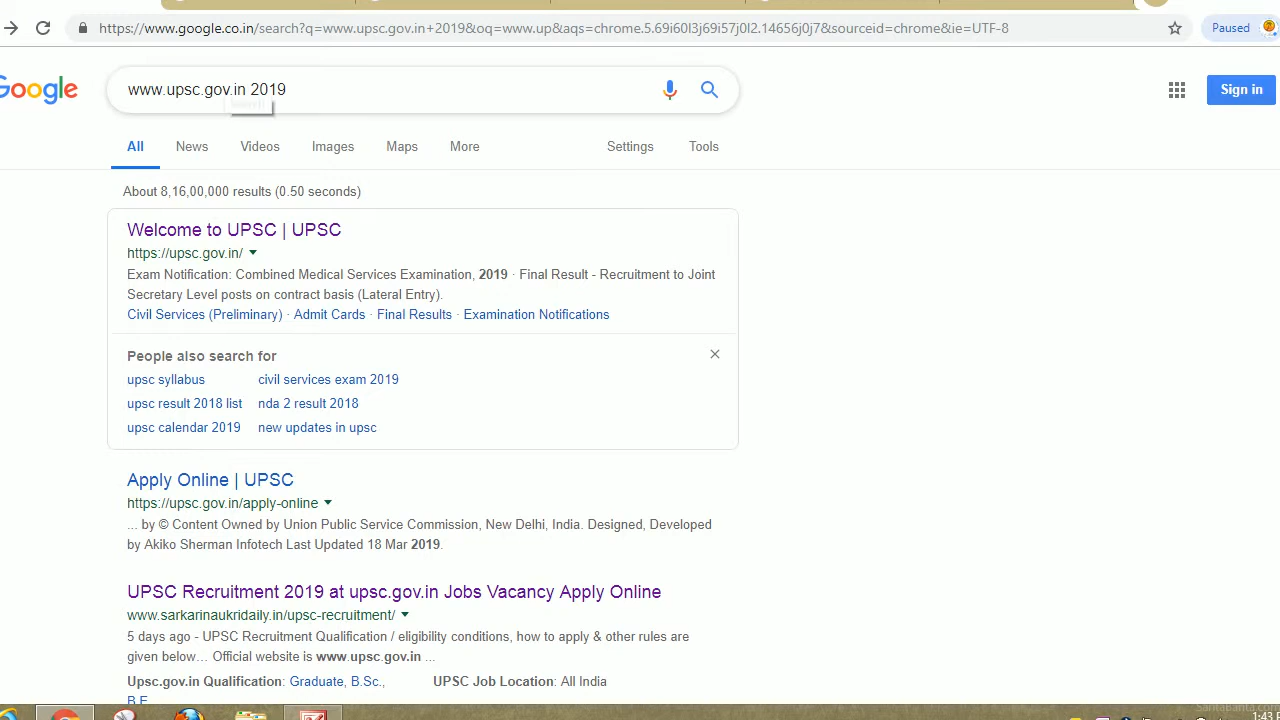 https://www.google.co.in/search?q=www.upsc.gov.in+2019&oq=www.up&aqs=chrome.5.69i60l3j69i57j0l2.14656j0j7&sourceid=chrome&ie=UTF-8
Paused
Google
www.upsc.gov.in 2019
Sign in
All News Videos Images Maps More Settings Tools
About 8,16,00,000 results (0.50 seconds)
Welcome to UPSC | UPSC
https://upsc.gov.in/
Exam Notification: Combined Medical Services Examination, 2019 · Final Result - Recruitment to Joint
Secretary Level posts on contract basis (Lateral Entry).
Civil Services (Preliminary) · Admit Cards · Final Results · Examination Notifications
People also search for
upsc syllabus civil services exam 2019
upsc result 2018 list nda 2 result 2018
upsc calendar 2019 new updates in upsc
Apply Online | UPSC
https://upsc.gov.in/apply-online
... by © Content Owned by Union Public Service Commission, New Delhi, India. Designed, Developed
by Akiko Sherman Infotech Last Updated 18 Mar 2019.
UPSC Recruitment 2019 at upsc.gov.in Jobs Vacancy Apply Online
www.sarkarinaukridaily.in/upsc-recruitment/
5 days ago - UPSC Recruitment Qualification / eligibility conditions, how to apply & other rules are
given below… Official website is www.upsc.gov.in ...
Upsc.gov.in Qualification: Graduate, B.Sc., UPSC Job Location: All India
B.E
SantaBanta.com